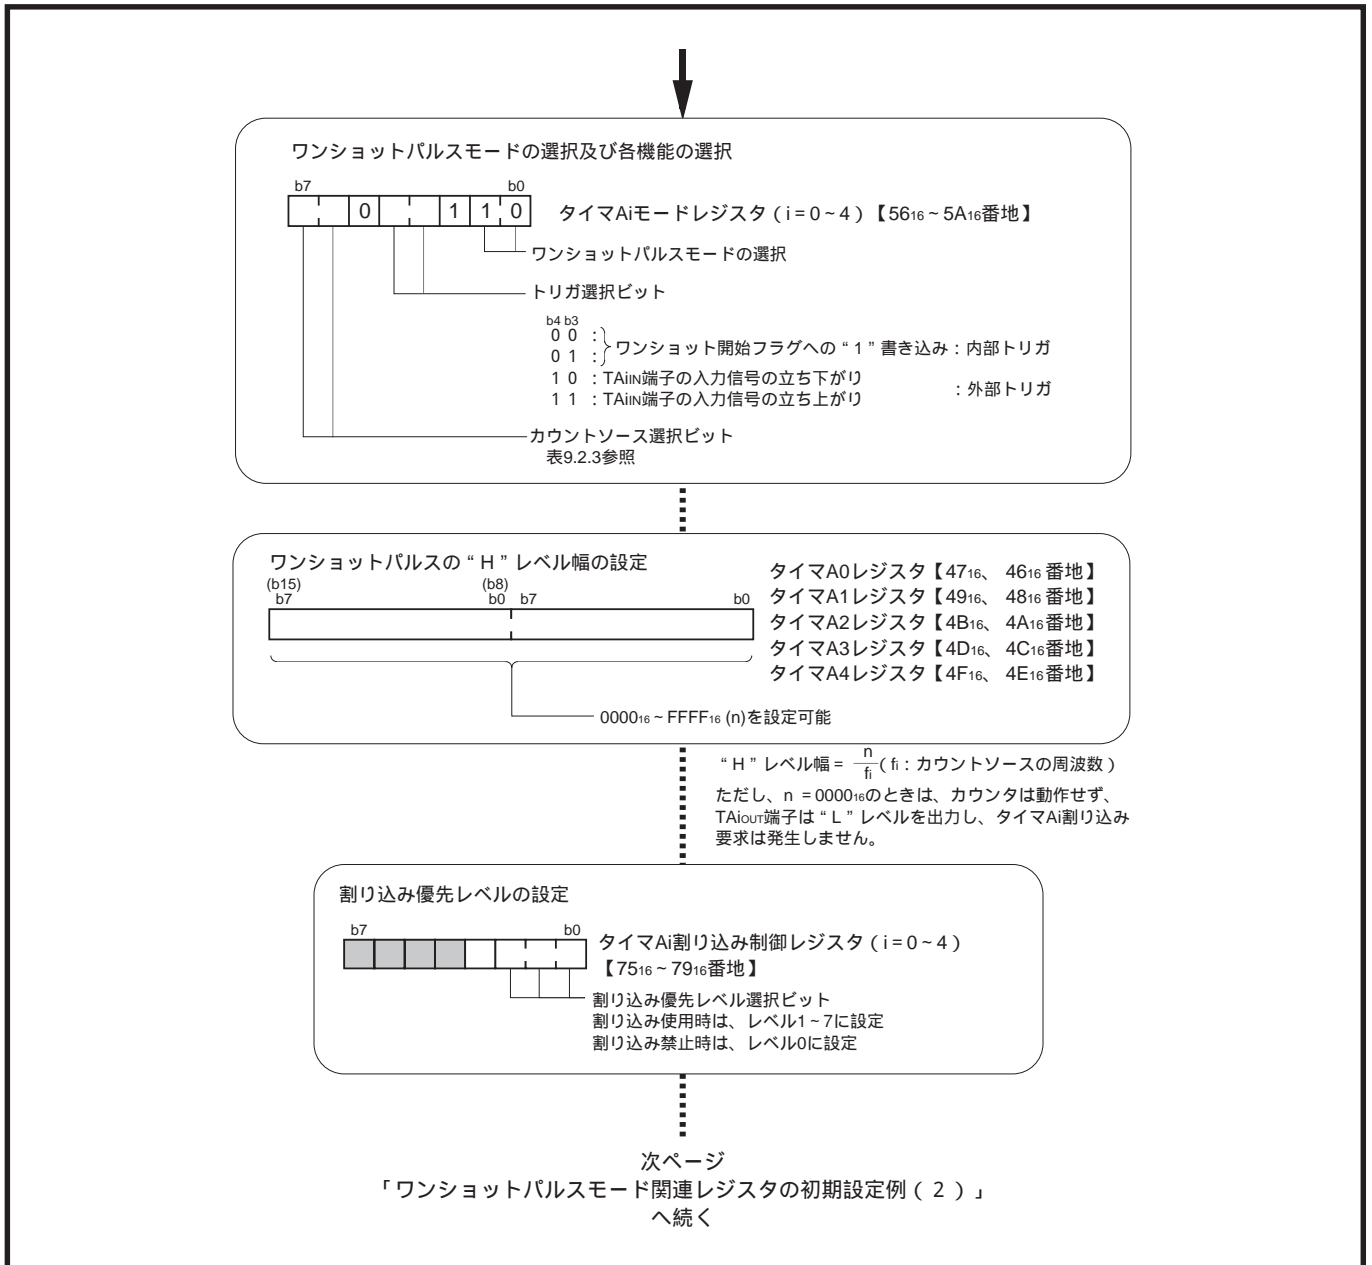 ワンショットパルスモードの選択及び各機能の選択
b7 b0
0 1 1 0 タイマAiモードレジスタ（i = 0 ~ 4）【5616 ~ 5A16番地】
ワンショットパルスモードの選択
トリガ選択ビット
b4 b3
0 0 :
0 1 :
ワンショット開始フラグへの“1”書き込み：内部トリガ
1 0 : TAiIN端子の入力信号の立ち下がり
1 1 : TAiIN端子の入力信号の立ち上がり
：外部トリガ
カウントソース選択ビット
表9.2.3参照
ワンショットパルスの“H”レベル幅の設定
(b15) (b8)
b7 b0 b7 b0
タイマA0レジスタ【4716、 4616 番地】
タイマA1レジスタ【4916、 4816 番地】
タイマA2レジスタ【4B16、 4A16番地】
タイマA3レジスタ【4D16、 4C16番地】
タイマA4レジスタ【4F16、 4E16番地】
000016 ~ FFFF16 (n)を設定可能
“H”レベル幅 = n/fi（fi：カウントソースの周波数）
ただし、n = 000016のときは、カウンタは動作せず、
TAiOUT端子は“L”レベルを出力し、タイマAi割り込み
要求は発生しません。
割り込み優先レベルの設定
b7 b0
タイマAi割り込み制御レジスタ（i = 0 ~ 4）
【7516 ~ 7916番地】
割り込み優先レベル選択ビット
割り込み使用時は、レベル1 ~ 7に設定
割り込み禁止時は、レベル0に設定
次ページ
「ワンショットパルスモード関連レジスタの初期設定例（2）」
へ続く